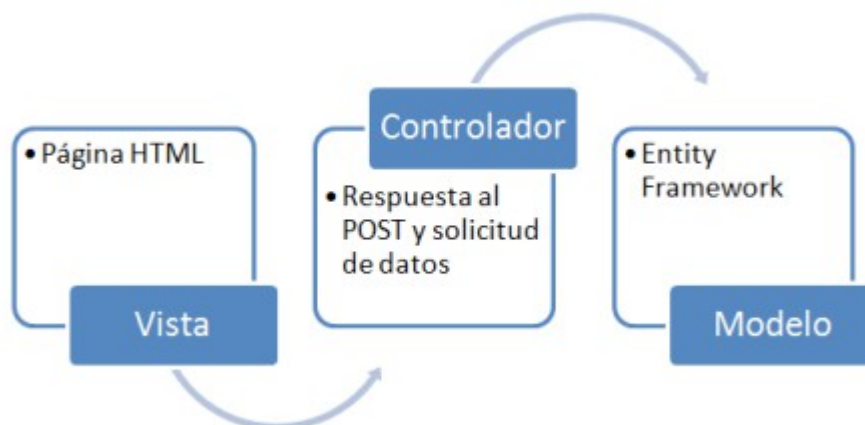 • Página HTML
Vista
Controlador
• Respuesta al
POST y solicitud
de datos
• Entity
Framework
Modelo